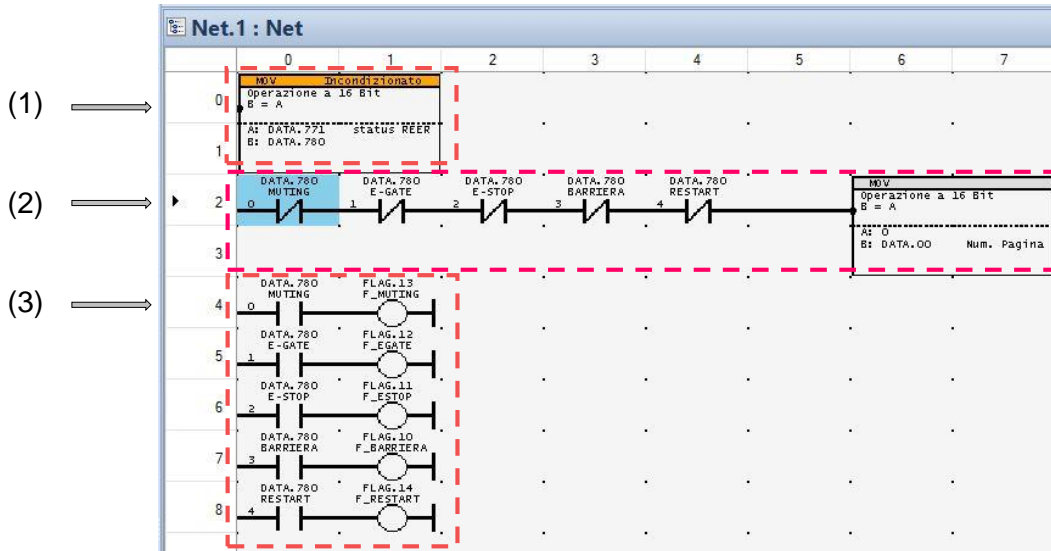 Net.1 : Net
0 1 2 3 4 5 6 7
(1)
0
MOV Incondizionato
Operazione a 16 Bit
B = A
1
A: DATA.771 status REER
B: DATA.780
(2)
2
DATA.780 DATA.780 DATA.780 DATA.780 DATA.780
MUTING E-GATE E-STOP BARRIERA RESTART
0 1 2 3 4
MOV
Operazione a 16 Bit
B = A
3
A: 0
B: DATA.00 Num. Pagina
(3)
4
DATA.780 FLAG.13
MUTING F_MUTING
0
5
DATA.780 FLAG.12
E-GATE F_EGATE
1
6
DATA.780 FLAG.11
E-STOP F_ESTOP
2
7
DATA.780 FLAG.10
BARRIERA F_BARRIERA
3
8
DATA.780 FLAG.14
RESTART F_RESTART
4